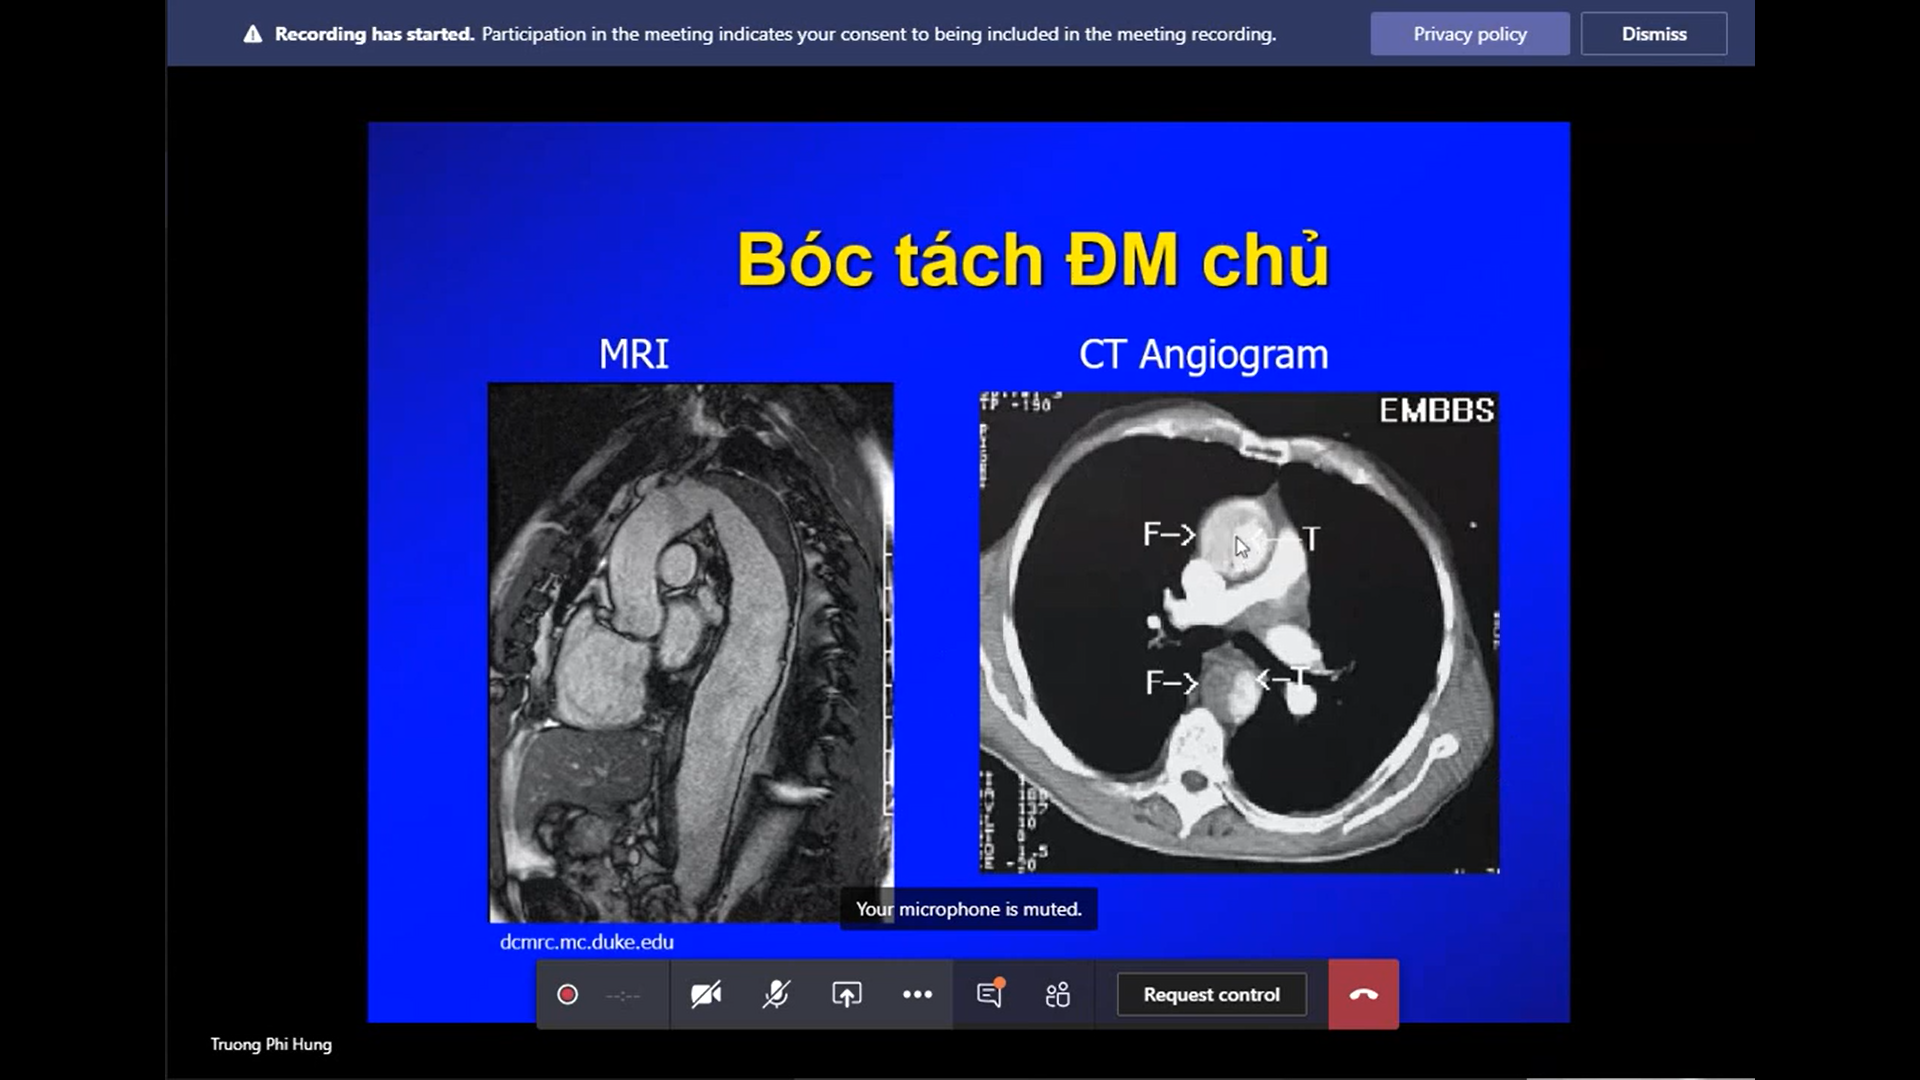 Recording has started. Participation in the meeting indicates your consent to being included in the meeting recording.
Privacy policy
Dismiss
Bóc tách ĐM chủ
MRI
CT Angiogram
TP -190
EMBBS
F->
T
F->
<-T
Your microphone is muted.
dcmrc.mc.duke.edu
--:--
Request control
Truong Phi Hung